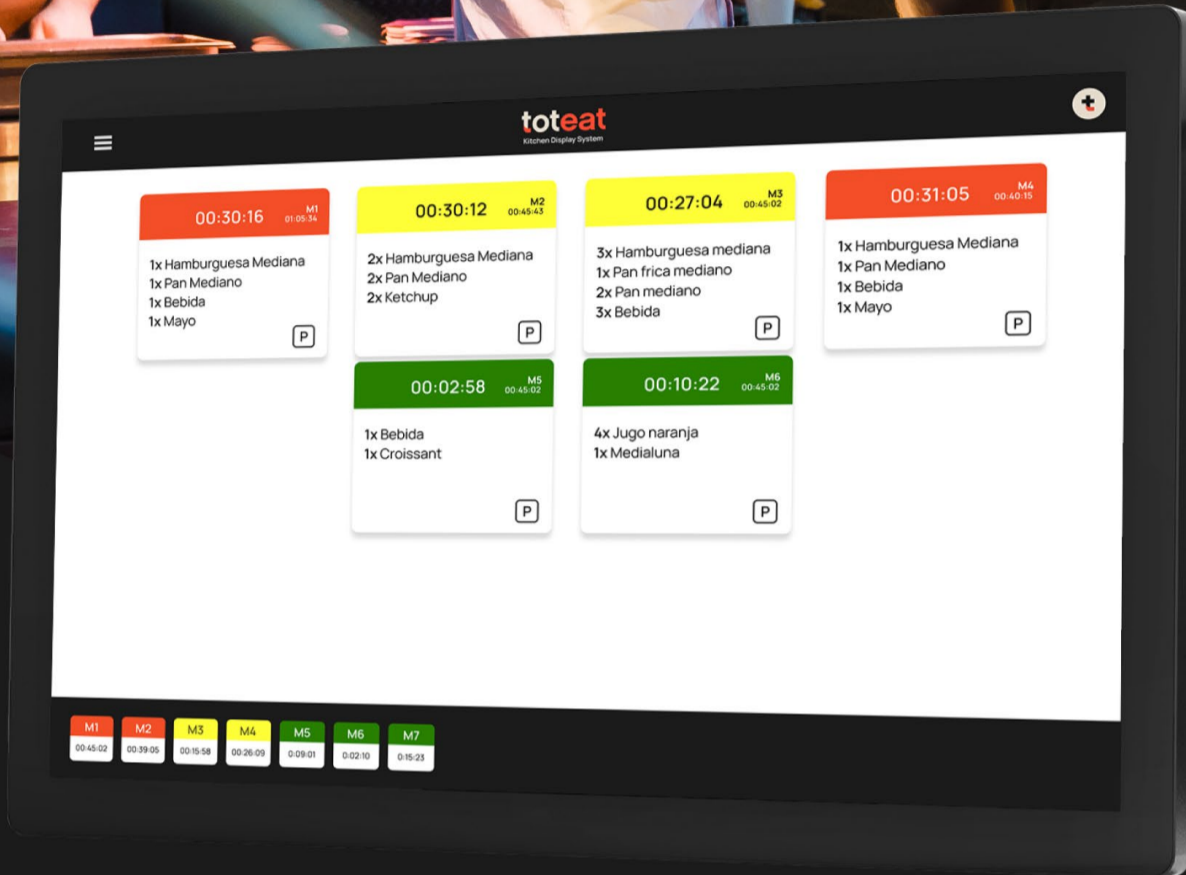 toteat
Kitchen Display System
t
00:30:16
M1
01:05:34
1x Hamburguesa Mediana
1x Pan Mediano
1x Bebida
1x Mayo
P
00:30:12
M2
00:45:43
2x Hamburguesa Mediana
2x Pan Mediano
2x Ketchup
P
00:27:04
M3
00:45:02
3x Hamburguesa mediana
1x Pan frica mediano
2x Pan mediano
3x Bebida
P
00:31:05
M4
00:40:15
1x Hamburguesa Mediana
1x Pan Mediano
1x Bebida
1x Mayo
P
00:02:58
M5
00:45:02
1x Bebida
1x Croissant
P
00:10:22
M6
00:45:02
4x Jugo naranja
1x Medialuna
P
M1
00:45:02
M2
00:39:05
M3
00:15:58
M4
00:26:09
M5
0:09:01
M6
0:02:10
M7
0:15:23